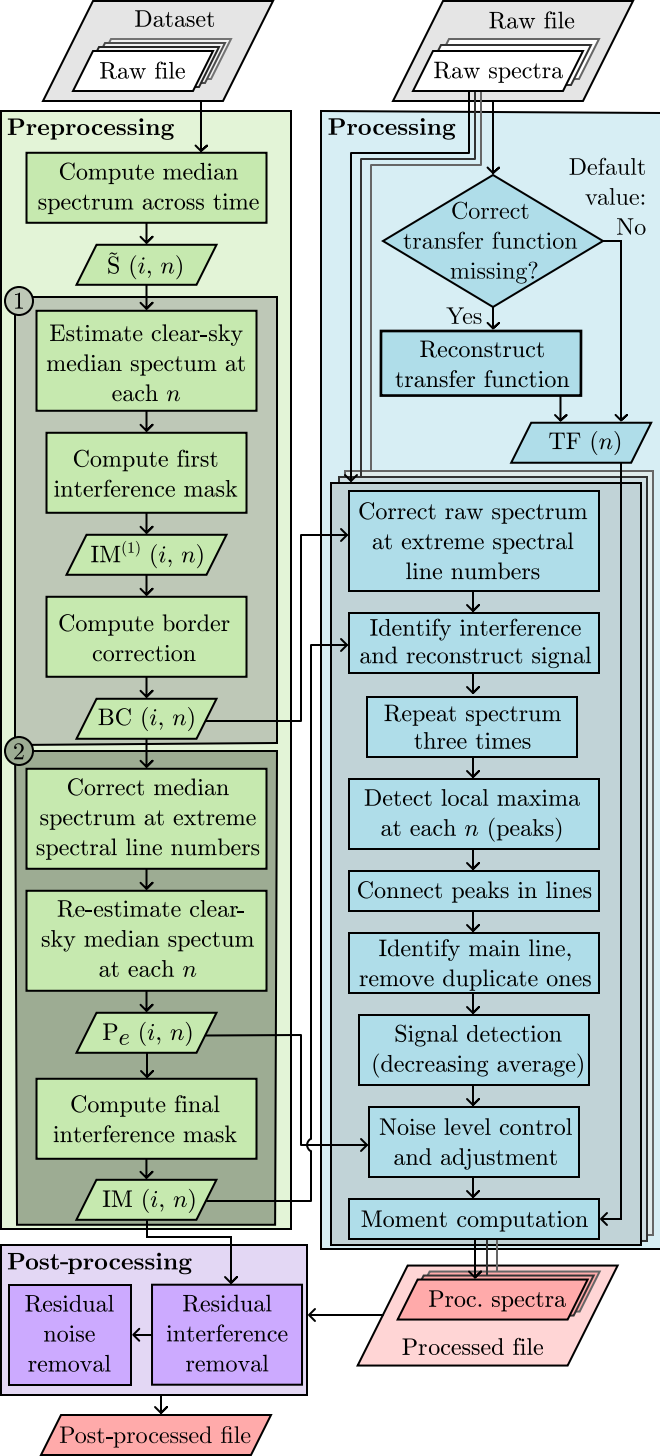 Dataset
Raw file
Preprocessing
Compute median
spectrum across time
S̃ (i, n)
1
Estimate clear-sky
median spectum at
each n
Compute first
interference mask
IM⁽¹⁾ (i, n)
Compute border
correction
BC (i, n)
2
Correct median
spectrum at extreme
spectral line numbers
Re-estimate clear-
sky median spectum
at each n
Pₑ (i, n)
Compute final
interference mask
IM (i, n)
Raw file
Raw spectra
Processing
Default
value:
No
Correct
transfer function
missing?
Yes
Reconstruct
transfer function
TF (n)
Correct raw spectrum
at extreme spectral
line numbers
Identify interference
and reconstruct signal
Repeat spectrum
three times
Detect local maxima
at each n (peaks)
Connect peaks in lines
Identify main line,
remove duplicate ones
Signal detection
(decreasing average)
Noise level control
and adjustment
Moment computation
Proc. spectra
Processed file
Post-processing
Residual
interference
removal
Residual
noise
removal
Post-processed file